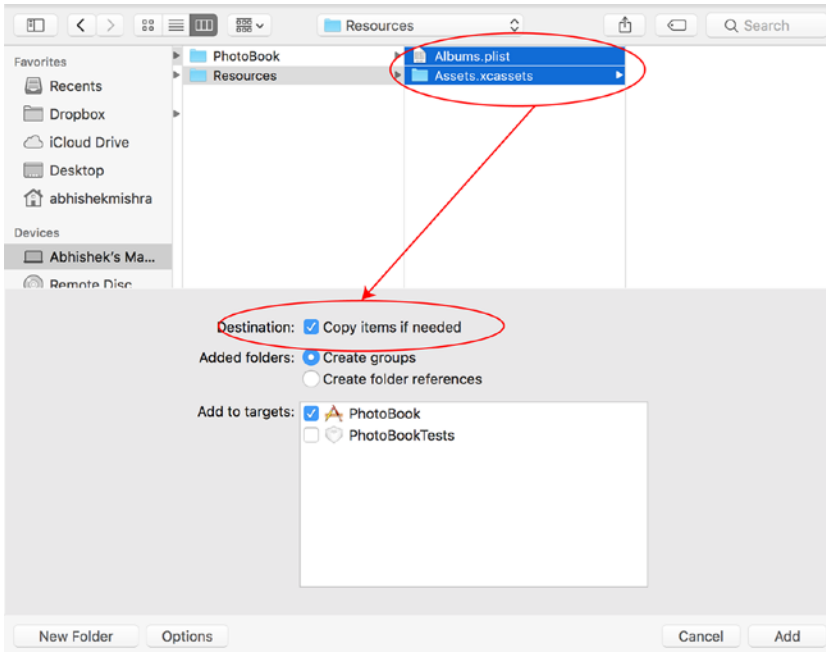 Resources
Search
Favorites
Recents
Dropbox
iCloud Drive
Desktop
abhishekmishra
Devices
Abhishek's Ma...
Remote Disc
PhotoBook
Resources
Albums.plist
Assets.xcassets
Destination: Copy items if needed
Added folders: Create groups
Create folder references
Add to targets: PhotoBook
PhotoBookTests
New Folder Options Cancel Add